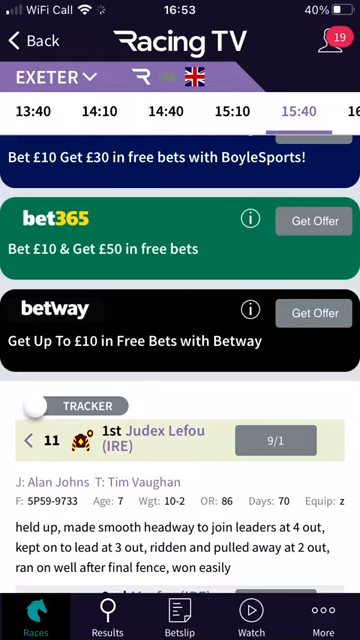 WiFi Call 16:53 40%
Back Racing TV 19
EXETER
13:40 14:10 14:40 15:10 15:40 16
Bet £10 Get £30 in free bets with BoyleSports!
bet365 Get Offer
Bet £10 & Get £50 in free bets
betway Get Offer
Get Up To £10 in Free Bets with Betway
TRACKER
11 1st Judex Lefou (IRE) 9/1
J: Alan Johns T: Tim Vaughan
F: 5P59-9733 Age: 7 Wgt: 10-2 OR: 86 Days: 70 Equip: z
held up, made smooth headway to join leaders at 4 out,
kept on to lead at 3 out, ridden and pulled away at 2 out,
ran on well after final fence, won easily
Races Results Betslip Watch More